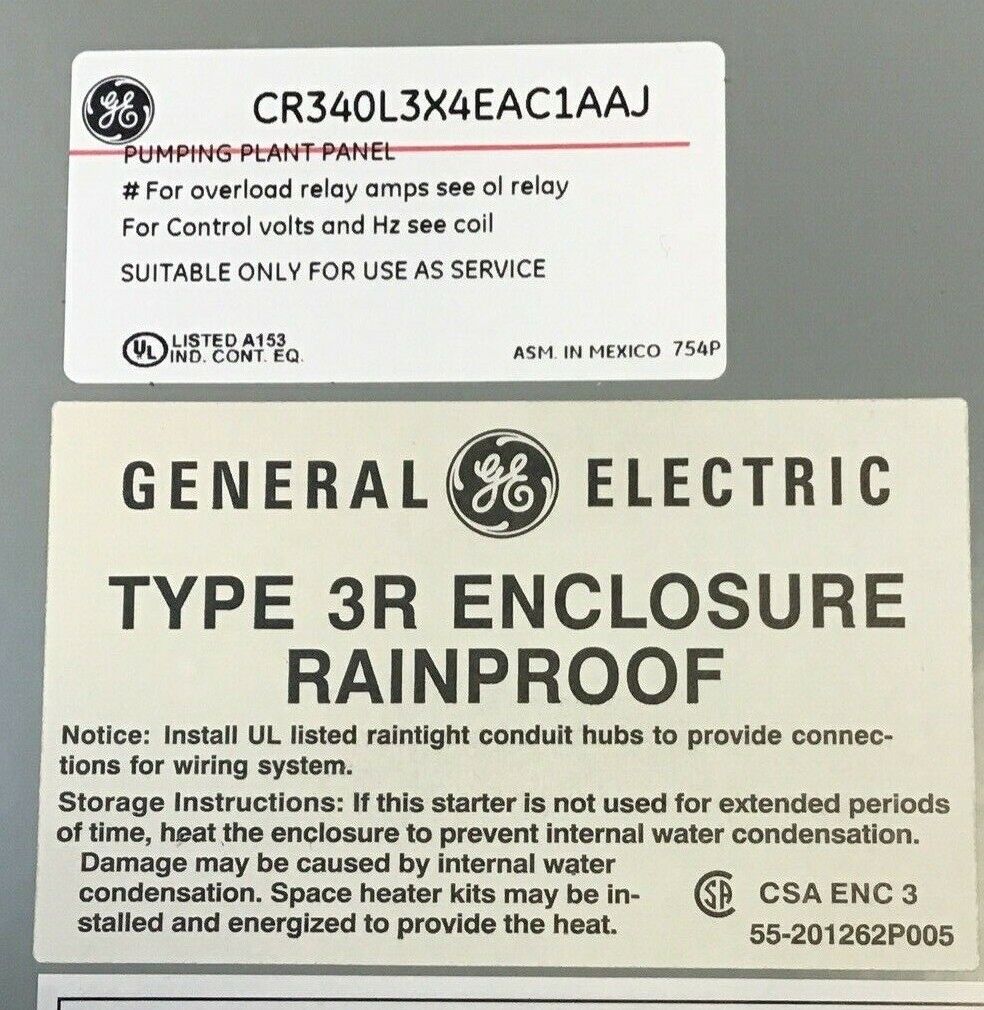 GE
CR340L3X4EAC1AAJ
PUMPING PLANT PANEL
# For overload relay amps see ol relay
For Control volts and Hz see coil
SUITABLE ONLY FOR USE AS SERVICE
UL LISTED A153
IND. CONT. EQ.
ASM. IN MEXICO 754P
GENERAL GE ELECTRIC
TYPE 3R ENCLOSURE
RAINPROOF
Notice: Install UL listed raintight conduit hubs to provide connec-
tions for wiring system.
Storage Instructions: If this starter is not used for extended periods
of time, heat the enclosure to prevent internal water condensation.
Damage may be caused by internal water
condensation. Space heater kits may be in-
stalled and energized to provide the heat.
SA CSA ENC 3
55-201262P005